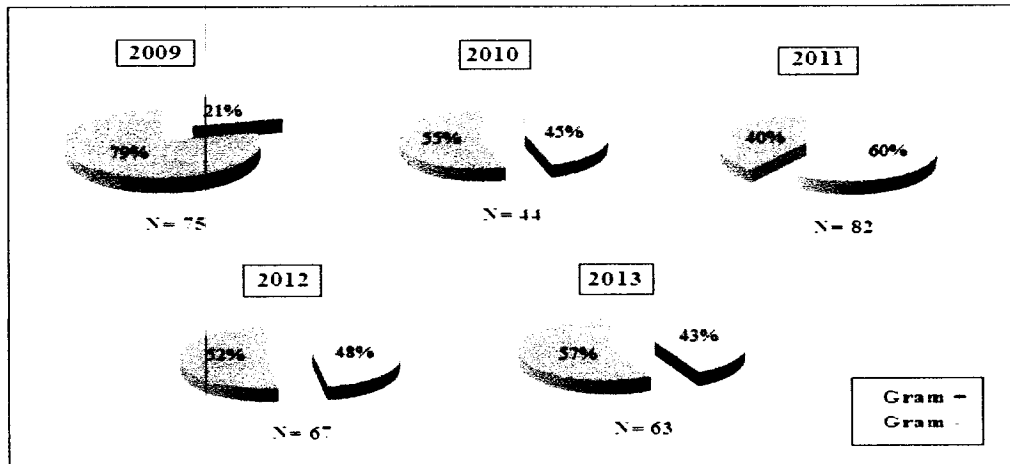 2009
21%
79%
N= 75
2010
55%
45%
N= 44
2011
40%
60%
N= 82
2012
52%
48%
N= 67
2013
57%
43%
N= 63
Gram +
Gram -